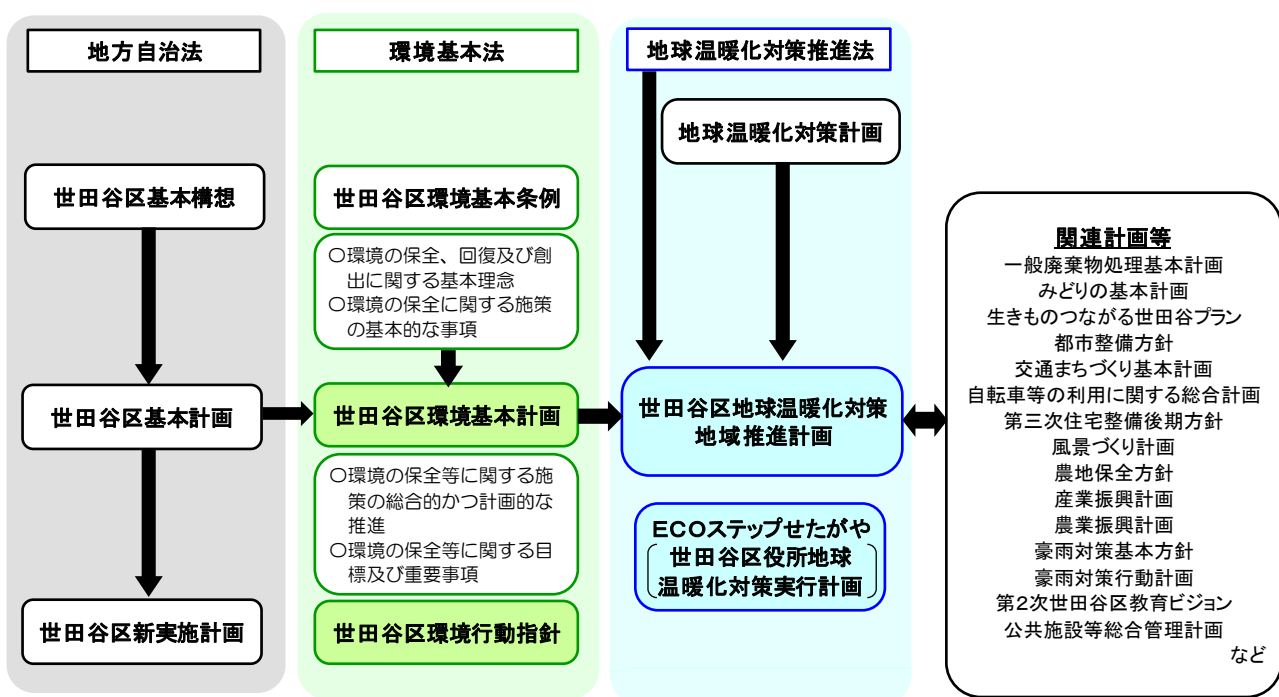 地方自治法
世田谷区基本構想
世田谷区基本計画
世田谷区新実施計画
環境基本法
世田谷区環境基本条例
○環境の保全、回復及び創
出に関する基本理念
○環境の保全に関する施策
の基本的な事項
世田谷区環境基本計画
○環境の保全等に関する施
策の総合的かつ計画的な
推進
○環境の保全等に関する目
標及び重要事項
世田谷区環境行動指針
地球温暖化対策推進法
地球温暖化対策計画
世田谷区地球温暖化対策
地域推進計画
ECOステップせたがや
世田谷区役所地球
温暖化対策実行計画
関連計画等
一般廃棄物処理基本計画
みどりの基本計画
生きものつながる世田谷プラン
都市整備方針
交通まちづくり基本計画
自転車等の利用に関する総合計画
第三次住宅整備後期方針
風景づくり計画
農地保全方針
産業振興計画
農業振興計画
豪雨対策基本方針
豪雨対策行動計画
第2次世田谷区教育ビジョン
公共施設等総合管理計画
など